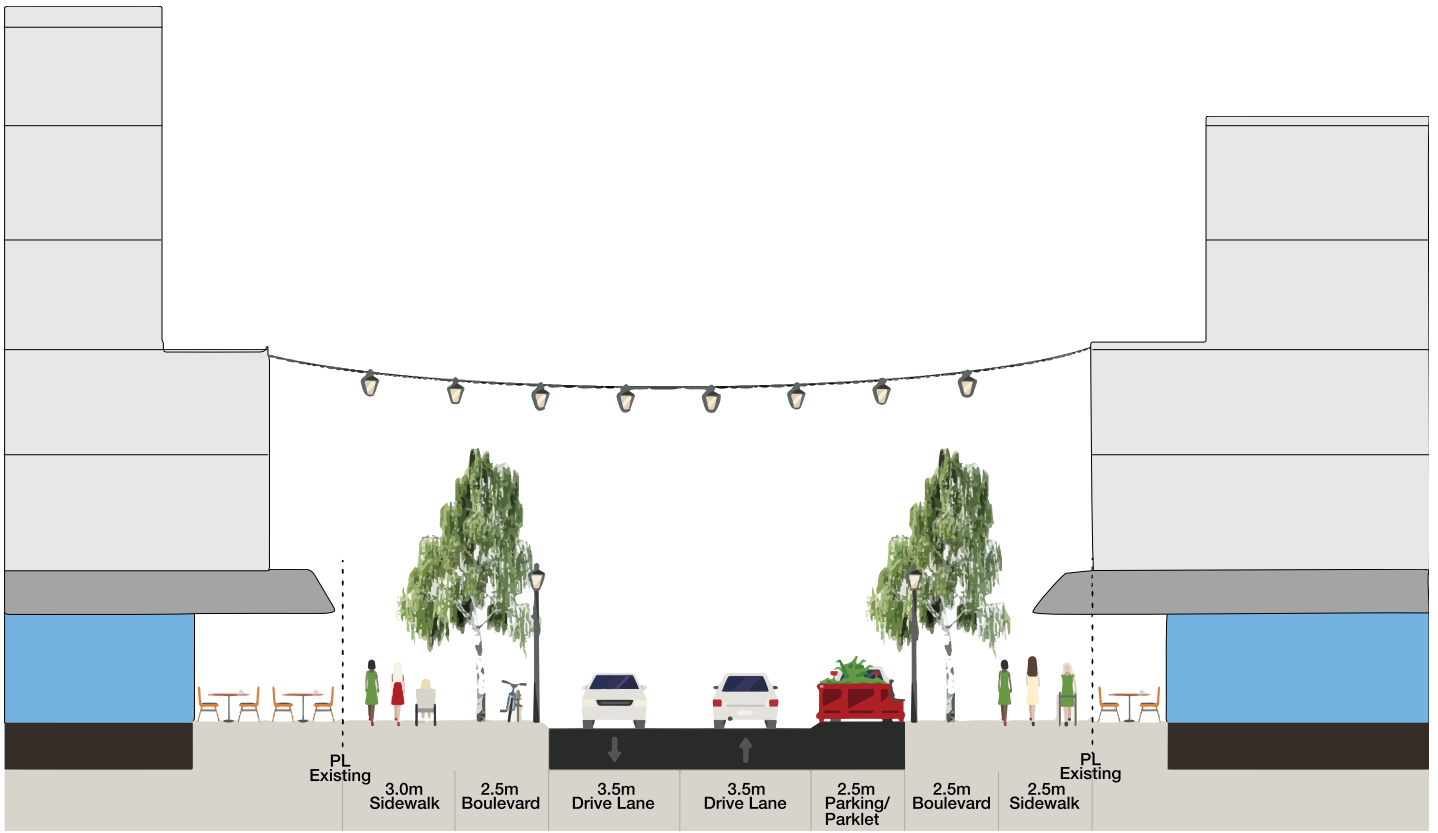 PL
Existing
3.0m
Sidewalk
2.5m
Boulevard
3.5m
Drive Lane
3.5m
Drive Lane
2.5m
Parking/
Parklet
2.5m
Boulevard
2.5m
Sidewalk
PL
Existing